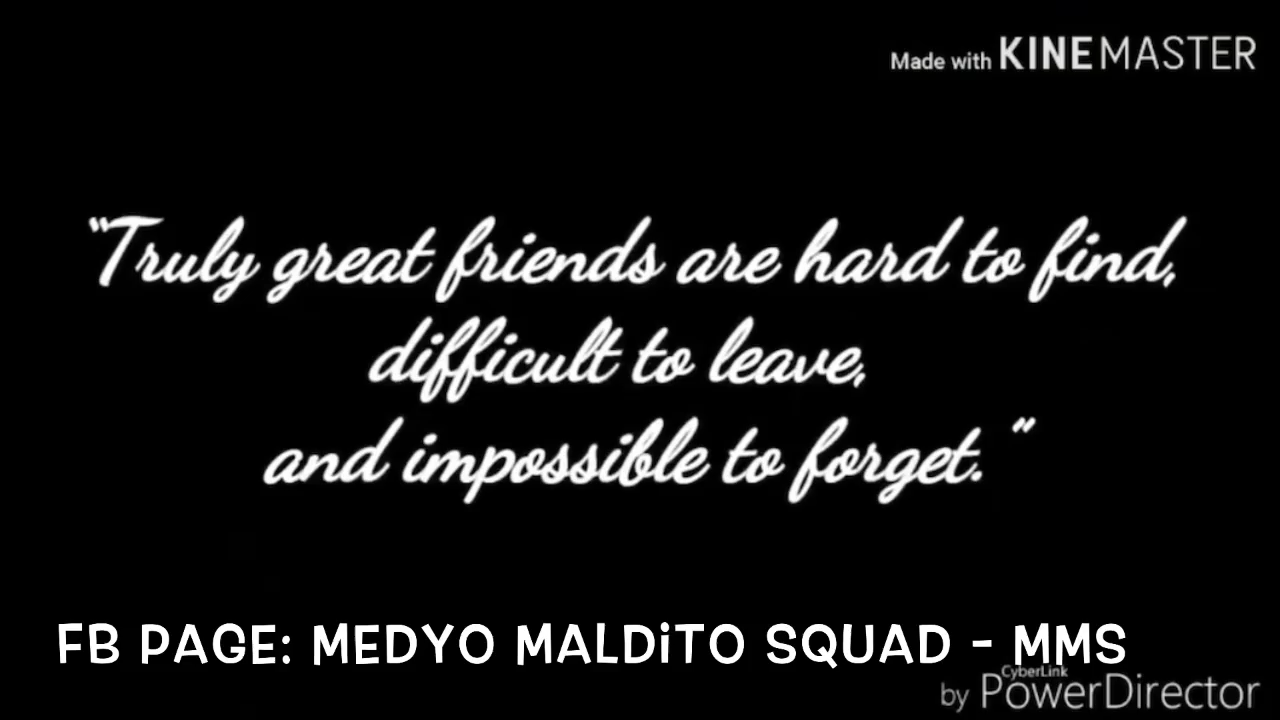 Made with KINEMASTER
"Truly great friends are hard to find,
difficult to leave,
and impossible to forget."
FB PAGE: MEDYO MALDiTO SQUAD - MMS
CyberLink
by PowerDirector